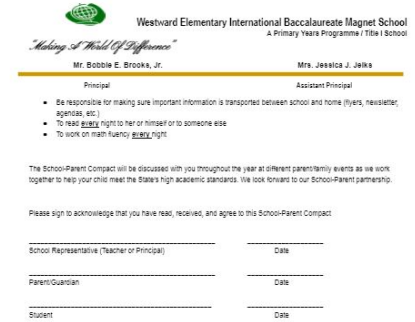 Westward Elementary International Baccalaureate Magnet School
A Primary Years Programme / Title I School
"Making A World Of Difference"
Mr. Bobbie E. Brooks, Jr. Mrs. Jessica J. Jelks
Principal Assistant Principal
• Be responsible for making sure important information is transported between school and home (flyers, newsletter,
agendas, etc.)
• To read every night to her or himself or to someone else
• To work on math fluency every night
The School-Parent Compact will be discussed with you throughout the year at different parent/family events as we work
together to help your child meet the State's high academic standards. We look forward to our School-Parent partnership.
Please sign to acknowledge that you have read, received, and agree to this School-Parent Compact
School Representative (Teacher or Principal) Date
Parent/Guardian Date
Student Date